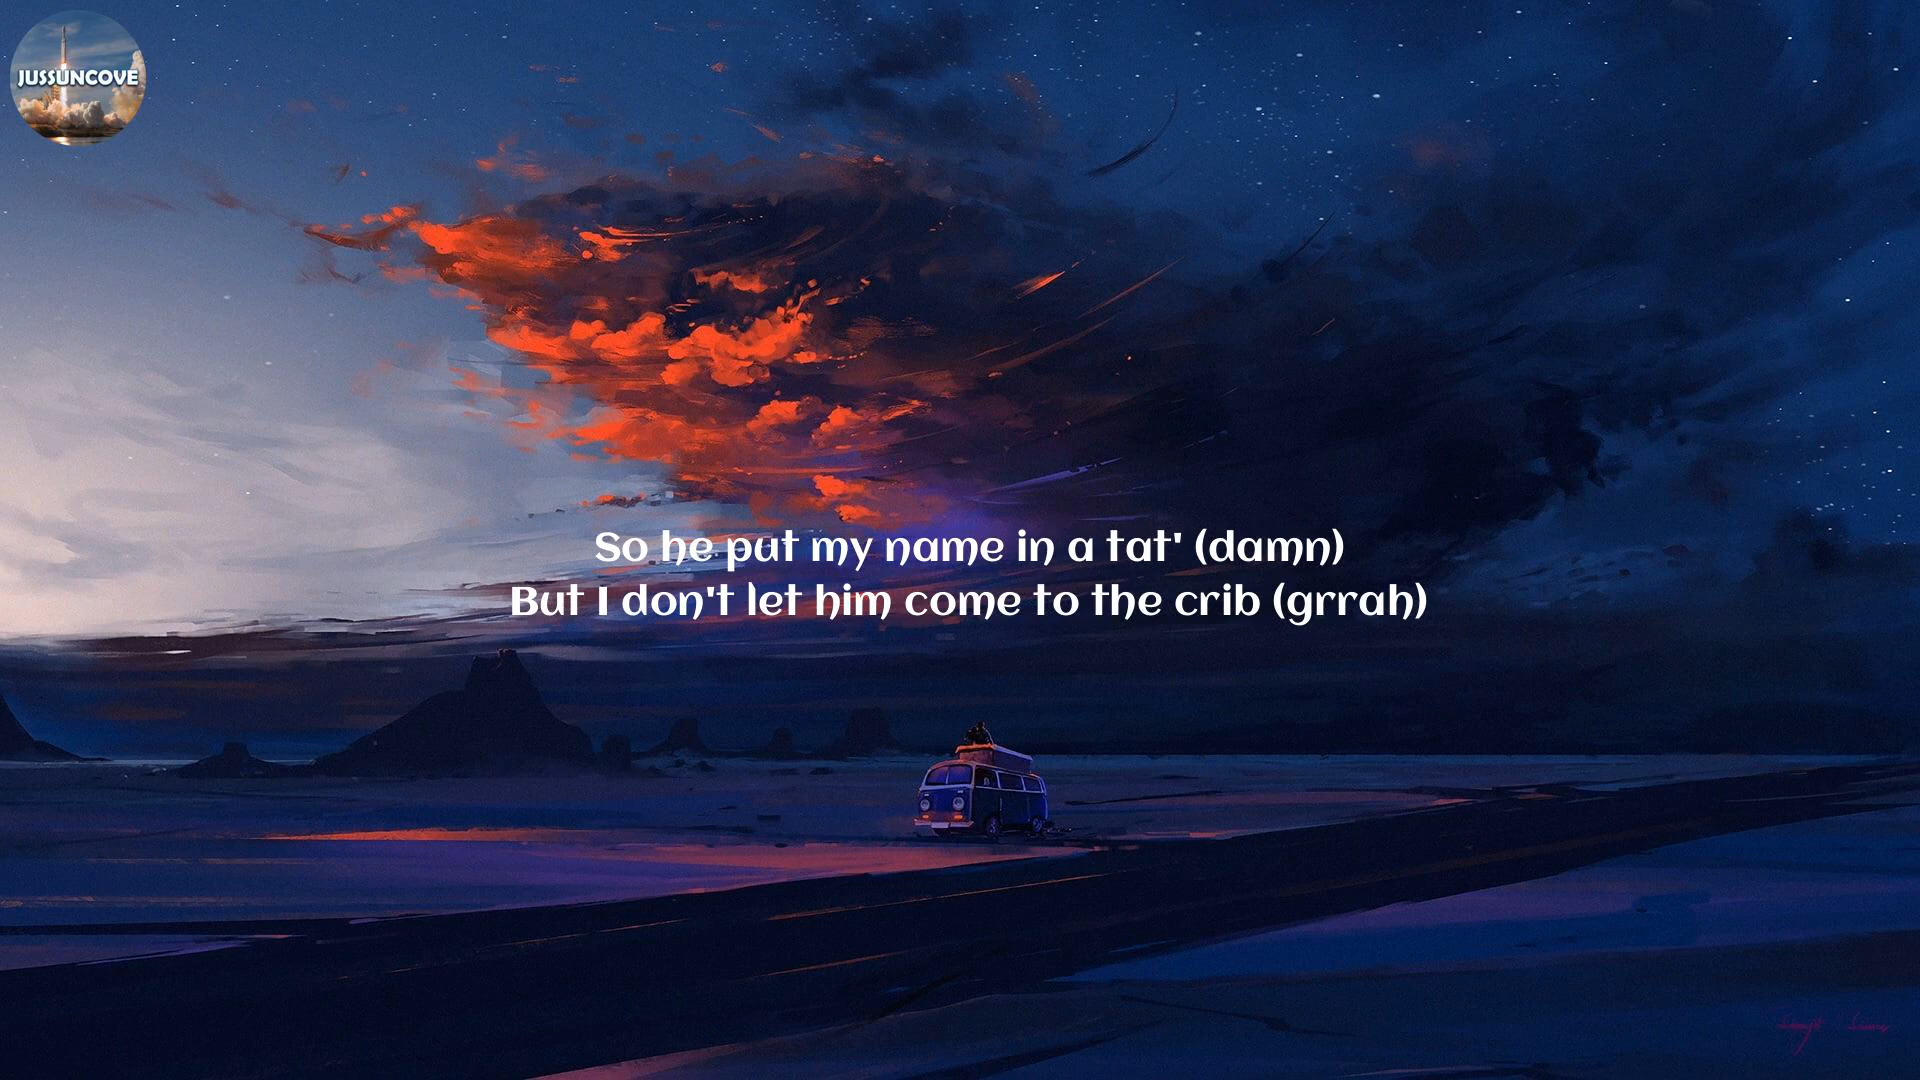 JUSSUNCOVE
So he put my name in a tat' (damn)
But I don't let him come to the crib (grrah)